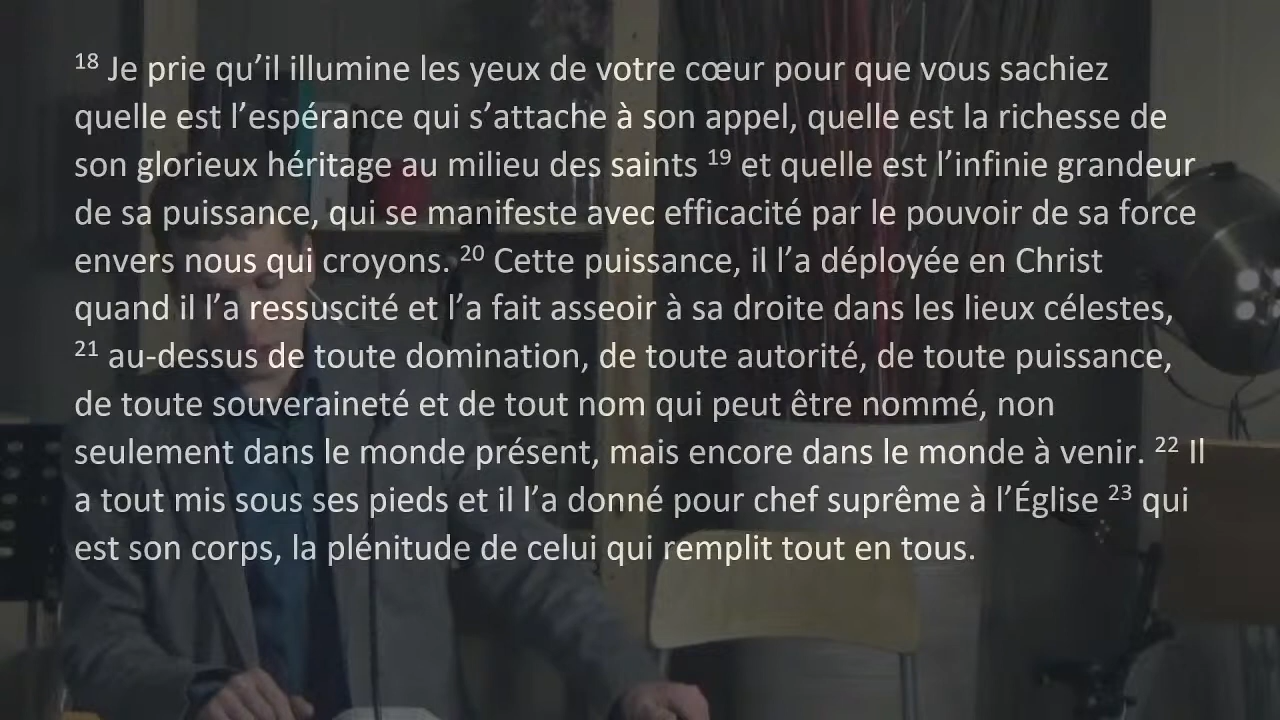 ¹⁸ Je prie qu’il illumine les yeux de votre cœur pour que vous sachiez
quelle est l’espérance qui s’attache à son appel, quelle est la richesse de
son glorieux héritage au milieu des saints ¹⁹ et quelle est l’infinie grandeur
de sa puissance, qui se manifeste avec efficacité par le pouvoir de sa force
envers nous qui croyons. ²⁰ Cette puissance, il l’a déployée en Christ
quand il l’a ressuscité et l’a fait asseoir à sa droite dans les lieux célestes,
²¹ au-dessus de toute domination, de toute autorité, de toute puissance,
de toute souveraineté et de tout nom qui peut être nommé, non
seulement dans le monde présent, mais encore dans le monde à venir. ²² Il
a tout mis sous ses pieds et il l’a donné pour chef suprême à l’Église ²³ qui
est son corps, la plénitude de celui qui remplit tout en tous.